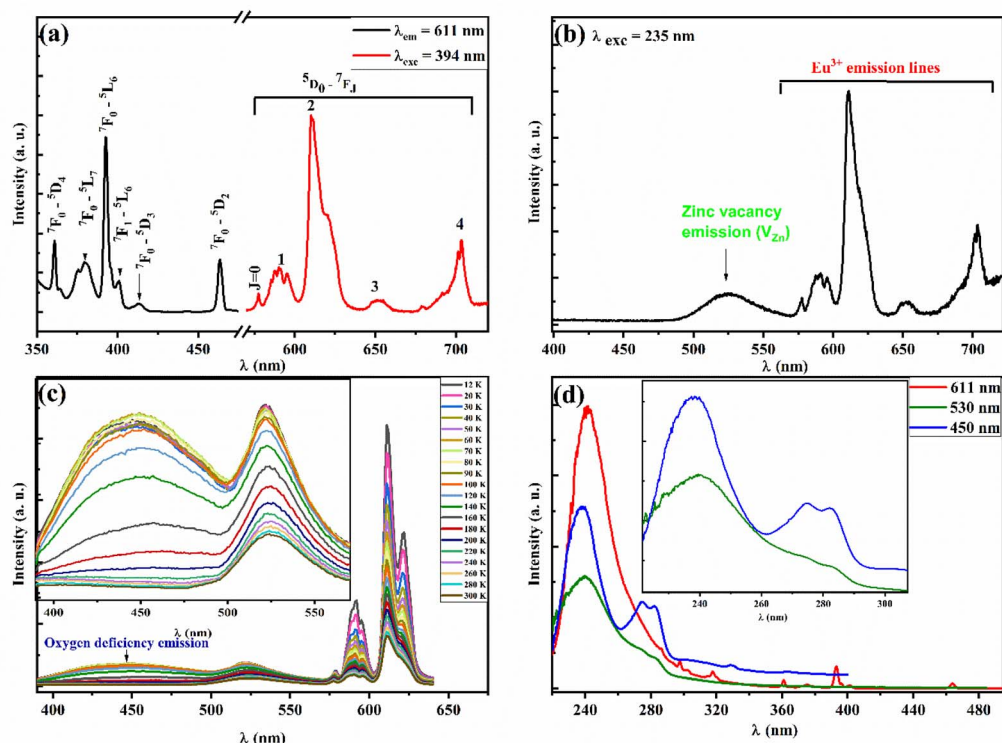 (a)
λem = 611 nm
λexc = 394 nm
⁵D₀ - ⁷FJ
⁷F₀ - ⁵D₄
⁷F₀ - ⁵L₇
⁷F₀ - ⁵L₆
⁷F₁ - ⁵L₆
⁷F₀ - ⁵D₃
⁷F₀ - ⁵D₂
J=0
1
2
3
4
Intensity (a. u.)
350 400 450 600 650 700
λ (nm)
(b)
λ exc = 235 nm
Eu³⁺ emission lines
Zinc vacancy
emission (VZn)
Intensity (a. u.)
400 450 500 550 600 650 700
λ (nm)
(c)
12 K
20 K
30 K
40 K
50 K
60 K
70 K
80 K
90 K
100 K
120 K
140 K
160 K
180 K
200 K
220 K
240 K
260 K
280 K
300 K
400 450 500 550
λ (nm)
Oxygen deficiency emission
Intensity (a. u.)
400 450 500 550 600 650
λ (nm)
(d)
611 nm
530 nm
450 nm
240 260 280 300
λ (nm)
Intensity (a. u.)
240 280 320 360 400 440 480
λ (nm)